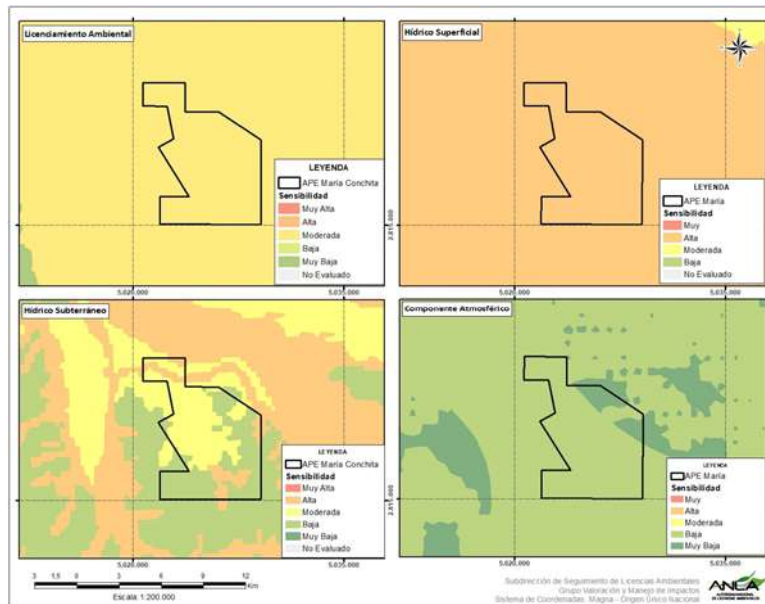 Licenciamiento Ambiental
LEYENDA
APE María Conchita
Sensibilidad
Muy Alta
Alta
Moderada
Baja
Muy Baja
No Evaluado
5.020.000
5.035.000
Hídrico Superficial
LEYENDA
APE María
Sensibilidad
Muy
Alta
Moderada
Baja
No Evaluado
5.020.000
5.035.000
Hídrico Subterráneo
LEYENDA
APE María Conchita
Sensibilidad
Muy Alta
Alta
Moderada
Baja
Muy Baja
No Evaluado
5.020.000
5.035.000
Componente Atmosférico
LEYENDA
APE María
Sensibilidad
Muy
Alta
Moderada
Baja
Muy Baja
5.020.000
5.035.000
3 1,5 0 3 6 9 12
Km
Escala 1:200.000
Subdirección de Seguimiento de Licencias Ambientales
Grupo Valoración y Manejo de Impactos
Sistema de Coordenadas: Magna - Origen Único Nacional
ANLA